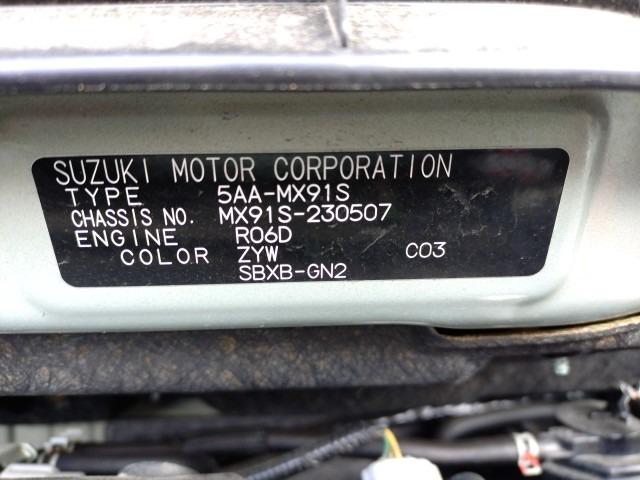 SUZUKI MOTOR CORPORATION
TYPE 5AA-MX91S
CHASSIS NO. MX91S-230507
ENGINE R06D
COLOR ZYW C03
SBXB-GN2